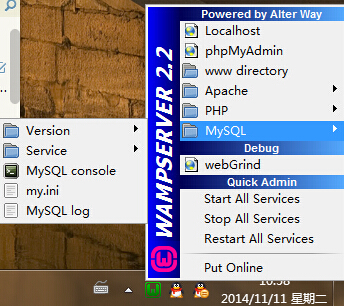 Powered by Alter Way
Localhost
phpMyAdmin
www directory
Apache
PHP
MySQL
Debug
webGrind
Quick Admin
Start All Services
Stop All Services
Restart All Services
Put Online
WAMPSERVER 2.2
Version
Service
MySQL console
my.ini
MySQL log
2014/11/11 星期二